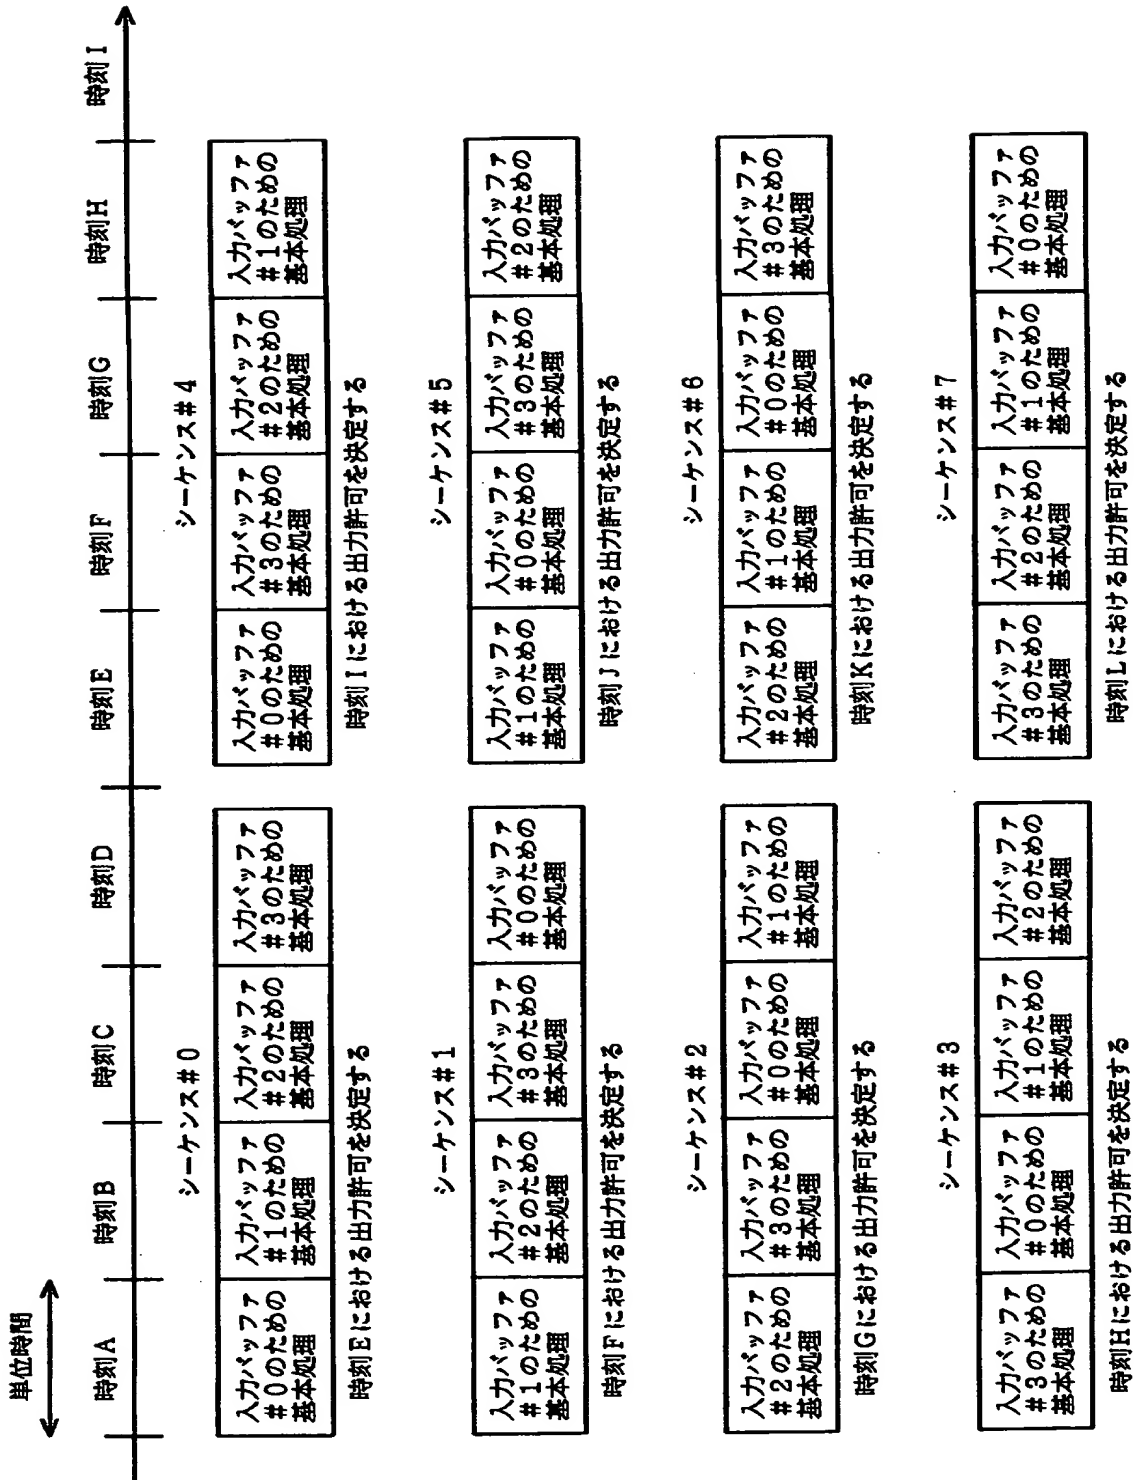 単位時間
時刻A
時刻B
時刻C
時刻D
時刻E
時刻F
時刻G
時刻H
時刻I
シーケンス#0
入力バッファ
#0のための
基本処理
入力バッファ
#1のための
基本処理
入力バッファ
#2のための
基本処理
入力バッファ
#3のための
基本処理
時刻Eにおける出力許可を決定する
シーケンス#4
入力バッファ
#0のための
基本処理
入力バッファ
#3のための
基本処理
入力バッファ
#2のための
基本処理
入力バッファ
#1のための
基本処理
時刻Iにおける出力許可を決定する
シーケンス#1
入力バッファ
#1のための
基本処理
入力バッファ
#2のための
基本処理
入力バッファ
#3のための
基本処理
入力バッファ
#0のための
基本処理
時刻Fにおける出力許可を決定する
シーケンス#5
入力バッファ
#1のための
基本処理
入力バッファ
#0のための
基本処理
入力バッファ
#3のための
基本処理
入力バッファ
#2のための
基本処理
時刻Jにおける出力許可を決定する
シーケンス#2
入力バッファ
#2のための
基本処理
入力バッファ
#3のための
基本処理
入力バッファ
#0のための
基本処理
入力バッファ
#1のための
基本処理
時刻Gにおける出力許可を決定する
シーケンス#6
入力バッファ
#2のための
基本処理
入力バッファ
#1のための
基本処理
入力バッファ
#0のための
基本処理
入力バッファ
#3のための
基本処理
時刻Kにおける出力許可を決定する
シーケンス#3
入力バッファ
#3のための
基本処理
入力バッファ
#0のための
基本処理
入力バッファ
#1のための
基本処理
入力バッファ
#2のための
基本処理
時刻Hにおける出力許可を決定する
シーケンス#7
入力バッファ
#3のための
基本処理
入力バッファ
#2のための
基本処理
入力バッファ
#1のための
基本処理
入力バッファ
#0のための
基本処理
時刻Lにおける出力許可を決定する